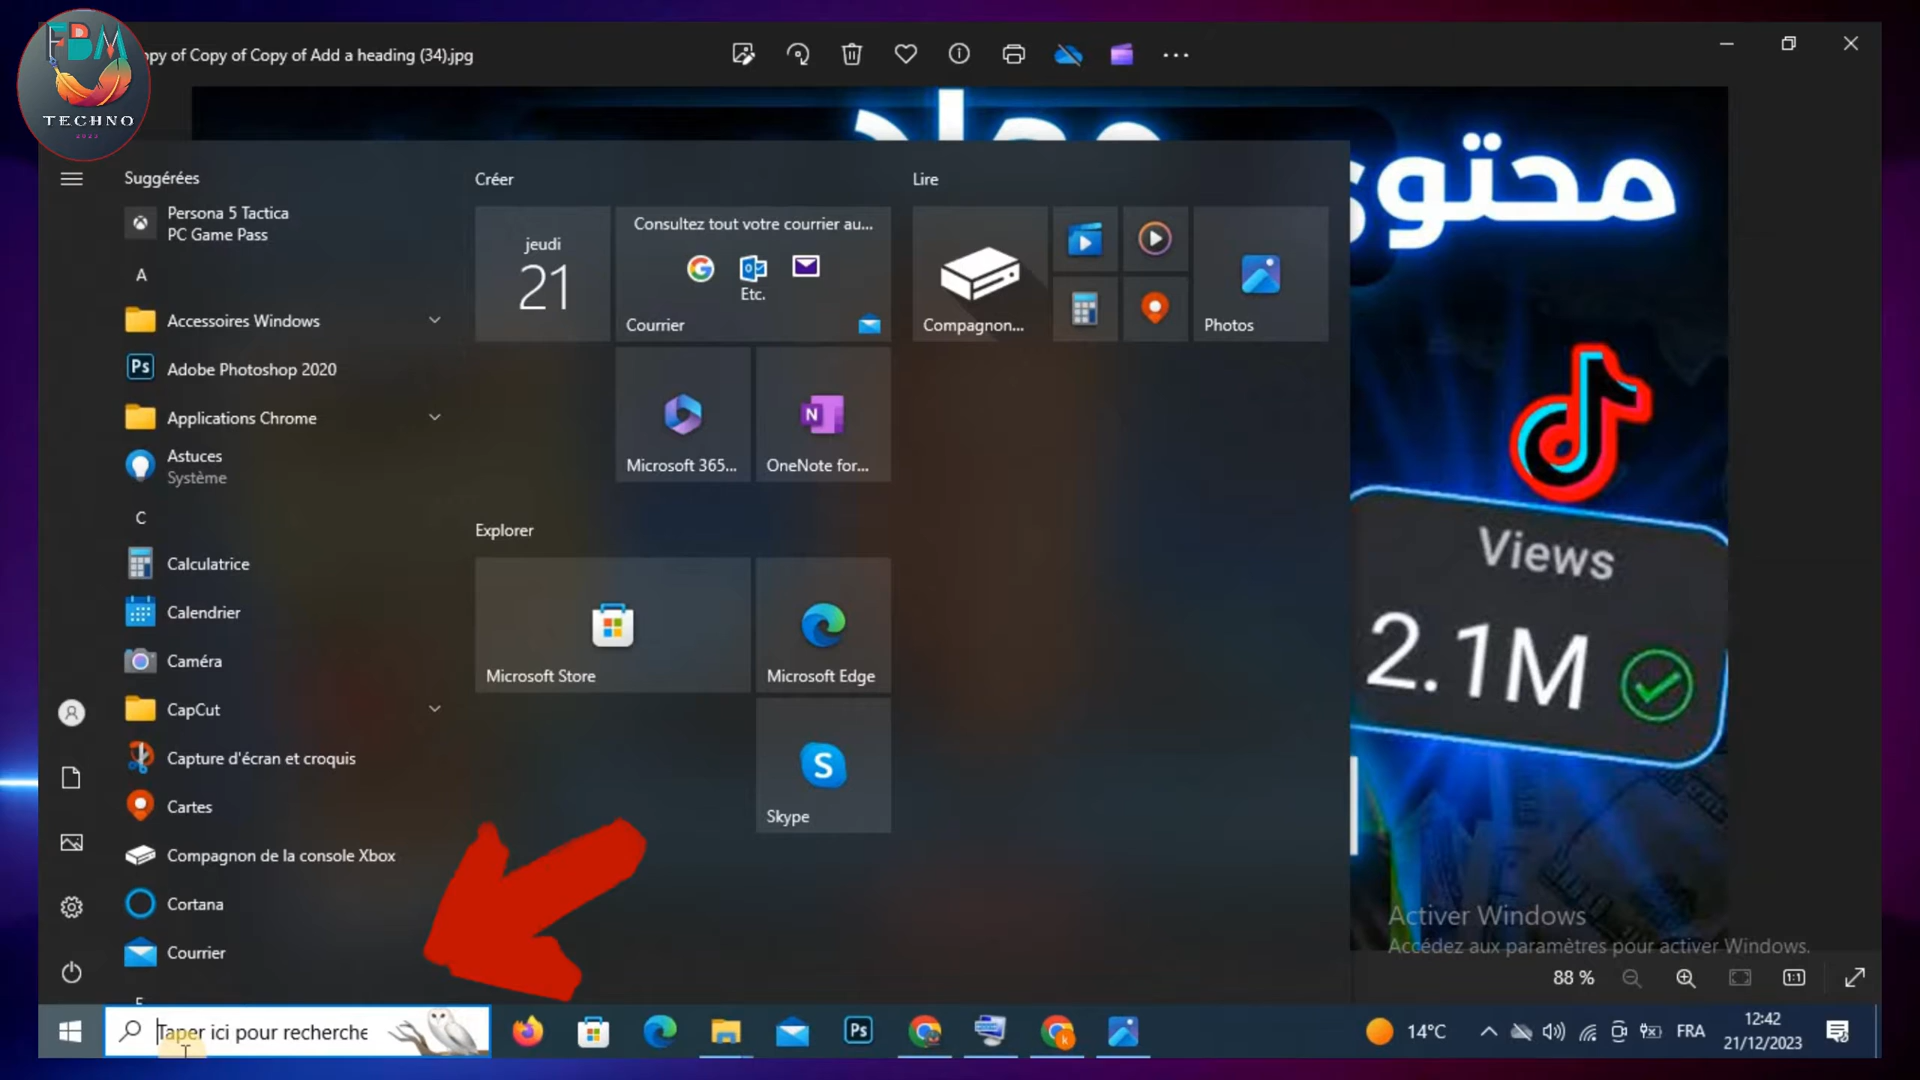 FBM
TECHNO
2023
opy of Copy of Copy of Add a heading (34).jpg
محتوى
Suggérées
Créer
Lire
Persona 5 Tactica
PC Game Pass
A
Accessoires Windows
Adobe Photoshop 2020
Applications Chrome
Astuces
Système
C
Calculatrice
Calendrier
Caméra
CapCut
Capture d'écran et croquis
Cartes
Compagnon de la console Xbox
Cortana
Courrier
jeudi
21
Consultez tout votre courrier au...
Etc.
Courrier
Microsoft 365...
OneNote for...
Explorer
Microsoft Store
Microsoft Edge
Skype
Compagnon...
Photos
Views
2.1M
Activer Windows
Accédez aux paramètres pour activer Windows.
88 %
Taper ici pour recherche
14°C
FRA
12:42
21/12/2023